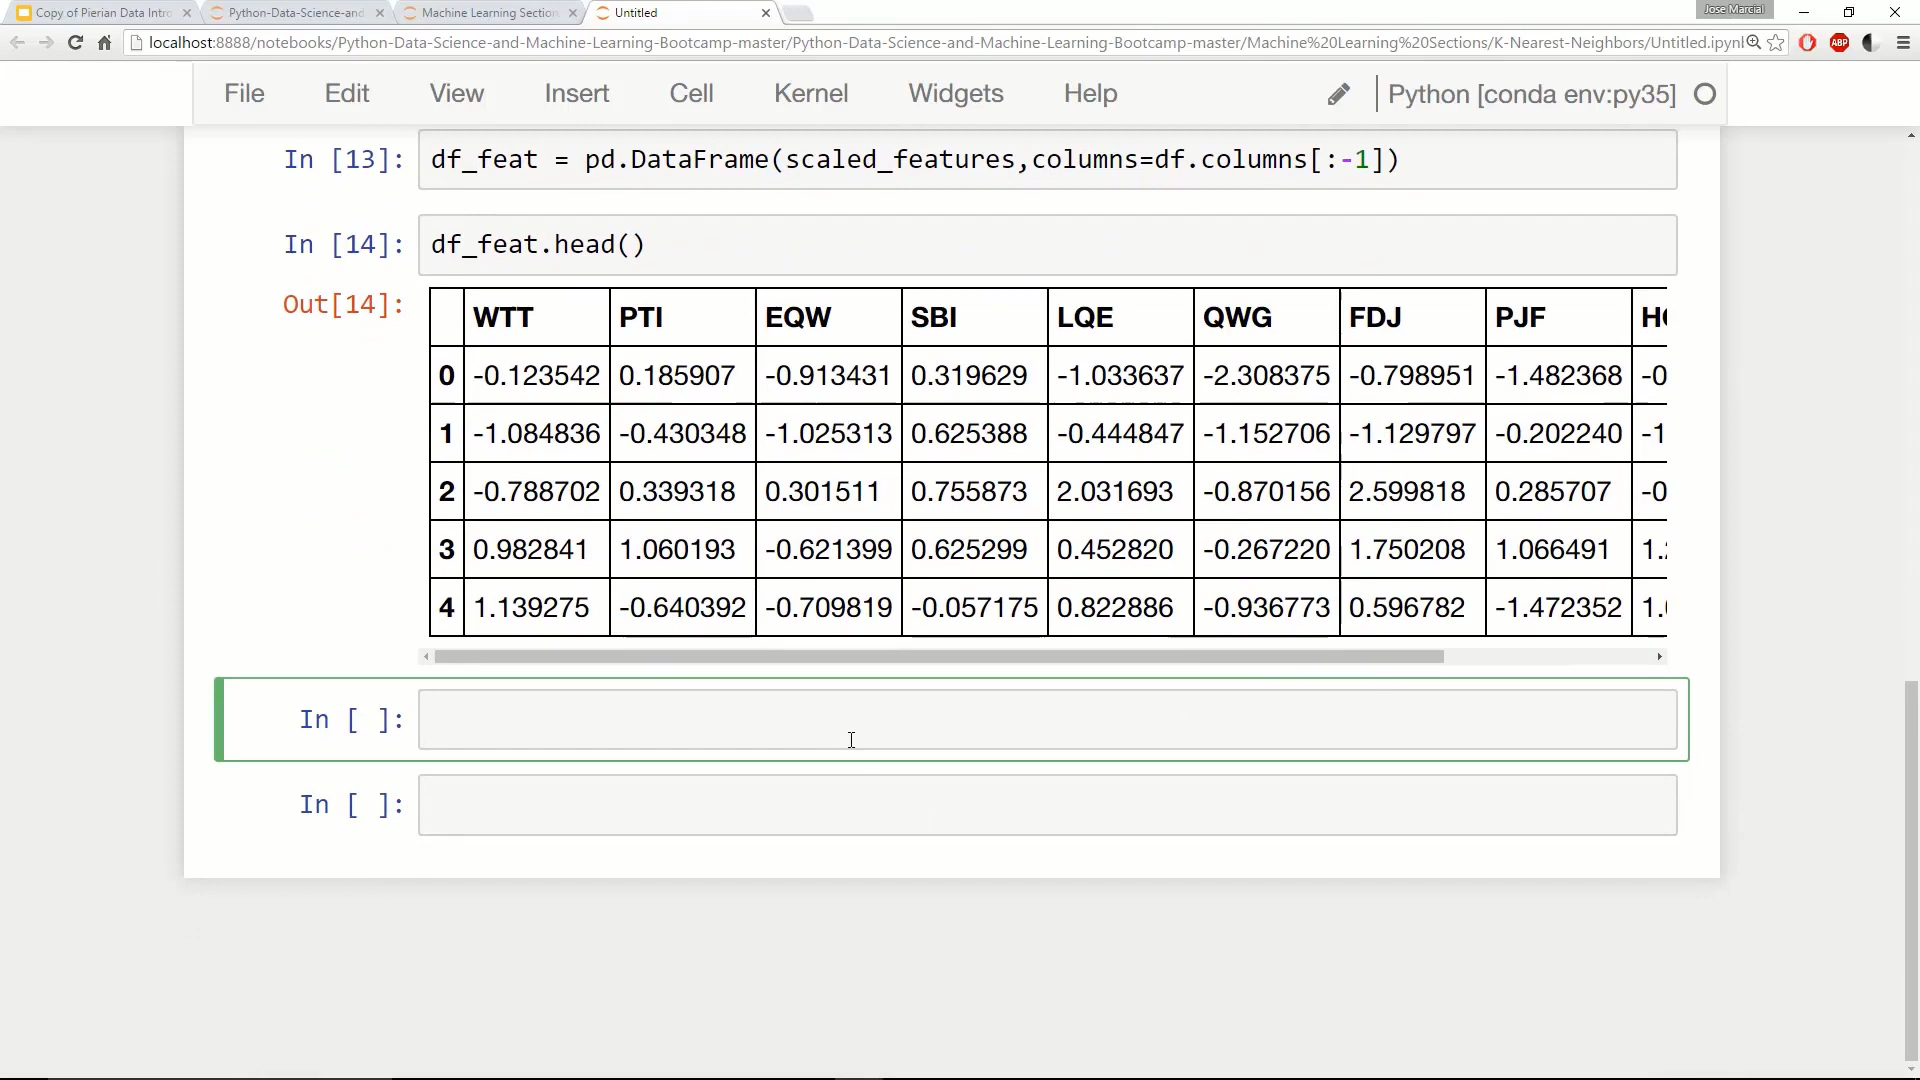 Copy of Pierian Data Intro
Python-Data-Science-and-
Machine Learning Section
Untitled
Jose Marcial
localhost:8888/notebooks/Python-Data-Science-and-Machine-Learning-Bootcamp-master/Python-Data-Science-and-Machine-Learning-Bootcamp-master/Machine%20Learning%20Sections/K-Nearest-Neighbors/Untitled.ipynb
ABP
File Edit View Insert Cell Kernel Widgets Help Python [conda env:py35]
In [13]: df_feat = pd.DataFrame(scaled_features,columns=df.columns[:-1])
In [14]: df_feat.head()
Out[14]:
WTT PTI EQW SBI LQE QWG FDJ PJF
0 -0.123542 0.185907 -0.913431 0.319629 -1.033637 -2.308375 -0.798951 -1.482368 -0
1 -1.084836 -0.430348 -1.025313 0.625388 -0.444847 -1.152706 -1.129797 -0.202240 -1
2 -0.788702 0.339318 0.301511 0.755873 2.031693 -0.870156 2.599818 0.285707 -0
3 0.982841 1.060193 -0.621399 0.625299 0.452820 -0.267220 1.750208 1.066491 1.
4 1.139275 -0.640392 -0.709819 -0.057175 0.822886 -0.936773 0.596782 -1.472352 1.
In [ ]:
In [ ]: